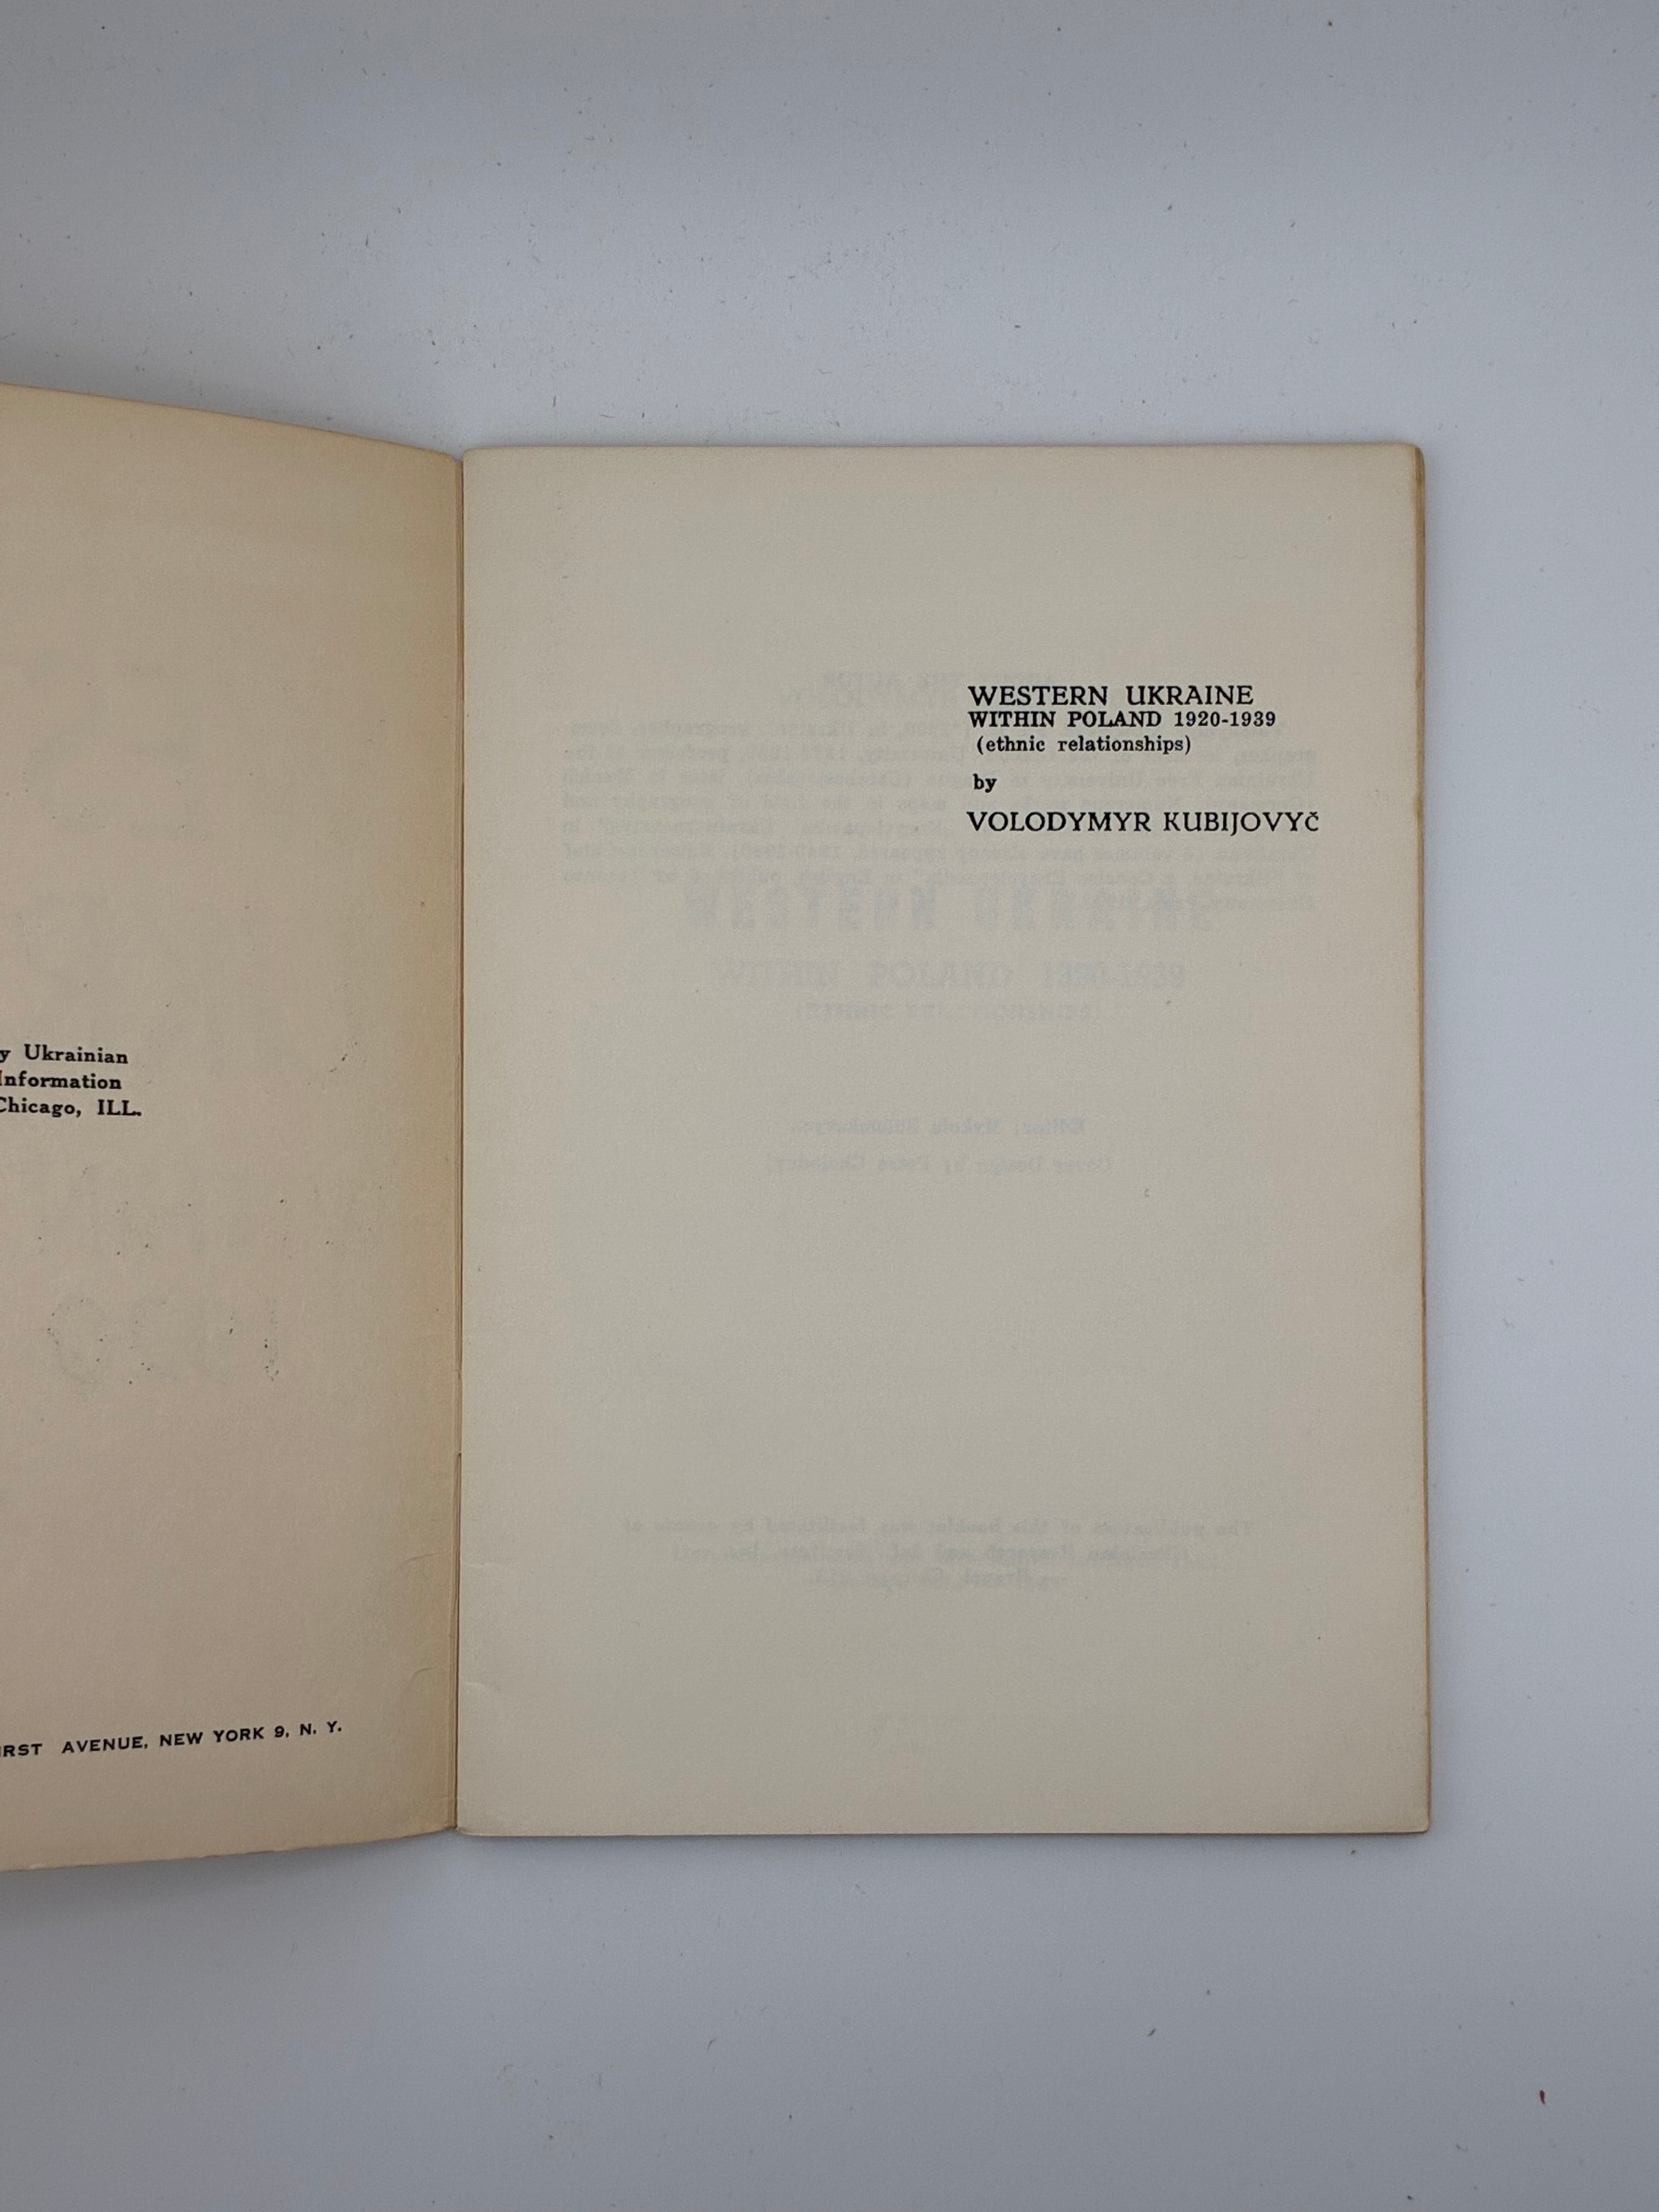 y Ukrainian
Information
Chicago, ILL.
AVENUE, NEW YORK 9, N. Y.
WESTERN UKRAINE
WITHIN POLAND 1920-1939
(ethnic relationships)
by
VOLODYMYR KUBIJOVYČ